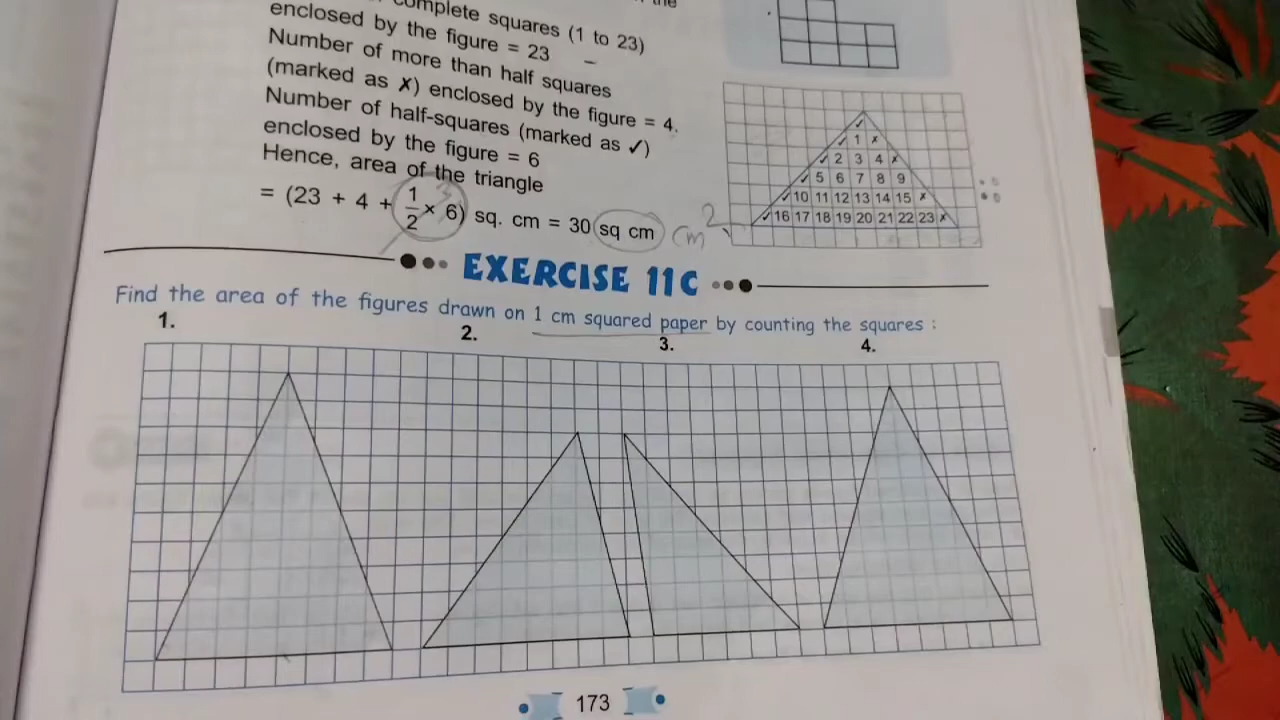 complete squares (1 to 23)
enclosed by the figure = 23
Number of more than half squares
(marked as ✗) enclosed by the figure = 4.
Number of half-squares (marked as ✓)
enclosed by the figure = 6
Hence, area of the triangle
= (23 + 4 + 1/2 × 6) sq. cm = 30 sq cm cm²
✓
✓ 1 ✗
✓ 2 3 4 ✗
✓ 5 6 7 8 9
✓ 10 11 12 13 14 15 ✗
✓ 16 17 18 19 20 21 22 23 ✗
EXERCISE 11C
Find the area of the figures drawn on 1 cm squared paper by counting the squares :
1. 2. 3. 4.
173